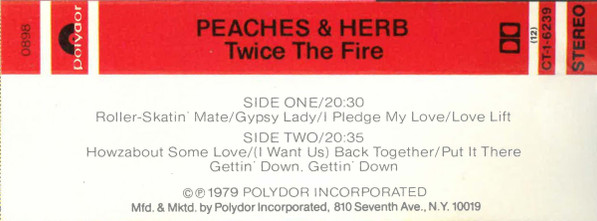 0898
polydor
PEACHES & HERB
Twice The Fire
(12)
CT-1-6239
STEREO
SIDE ONE/20:30
Roller-Skatin' Mate/Gypsy Lady/I Pledge My Love/Love Lift
SIDE TWO/20:35
Howzabout Some Love/(I Want Us) Back Together/Put It There
Gettin' Down, Gettin' Down
©℗1979 POLYDOR INCORPORATED
Mfd. & Mktd. by Polydor Incorporated, 810 Seventh Ave., N.Y. 10019